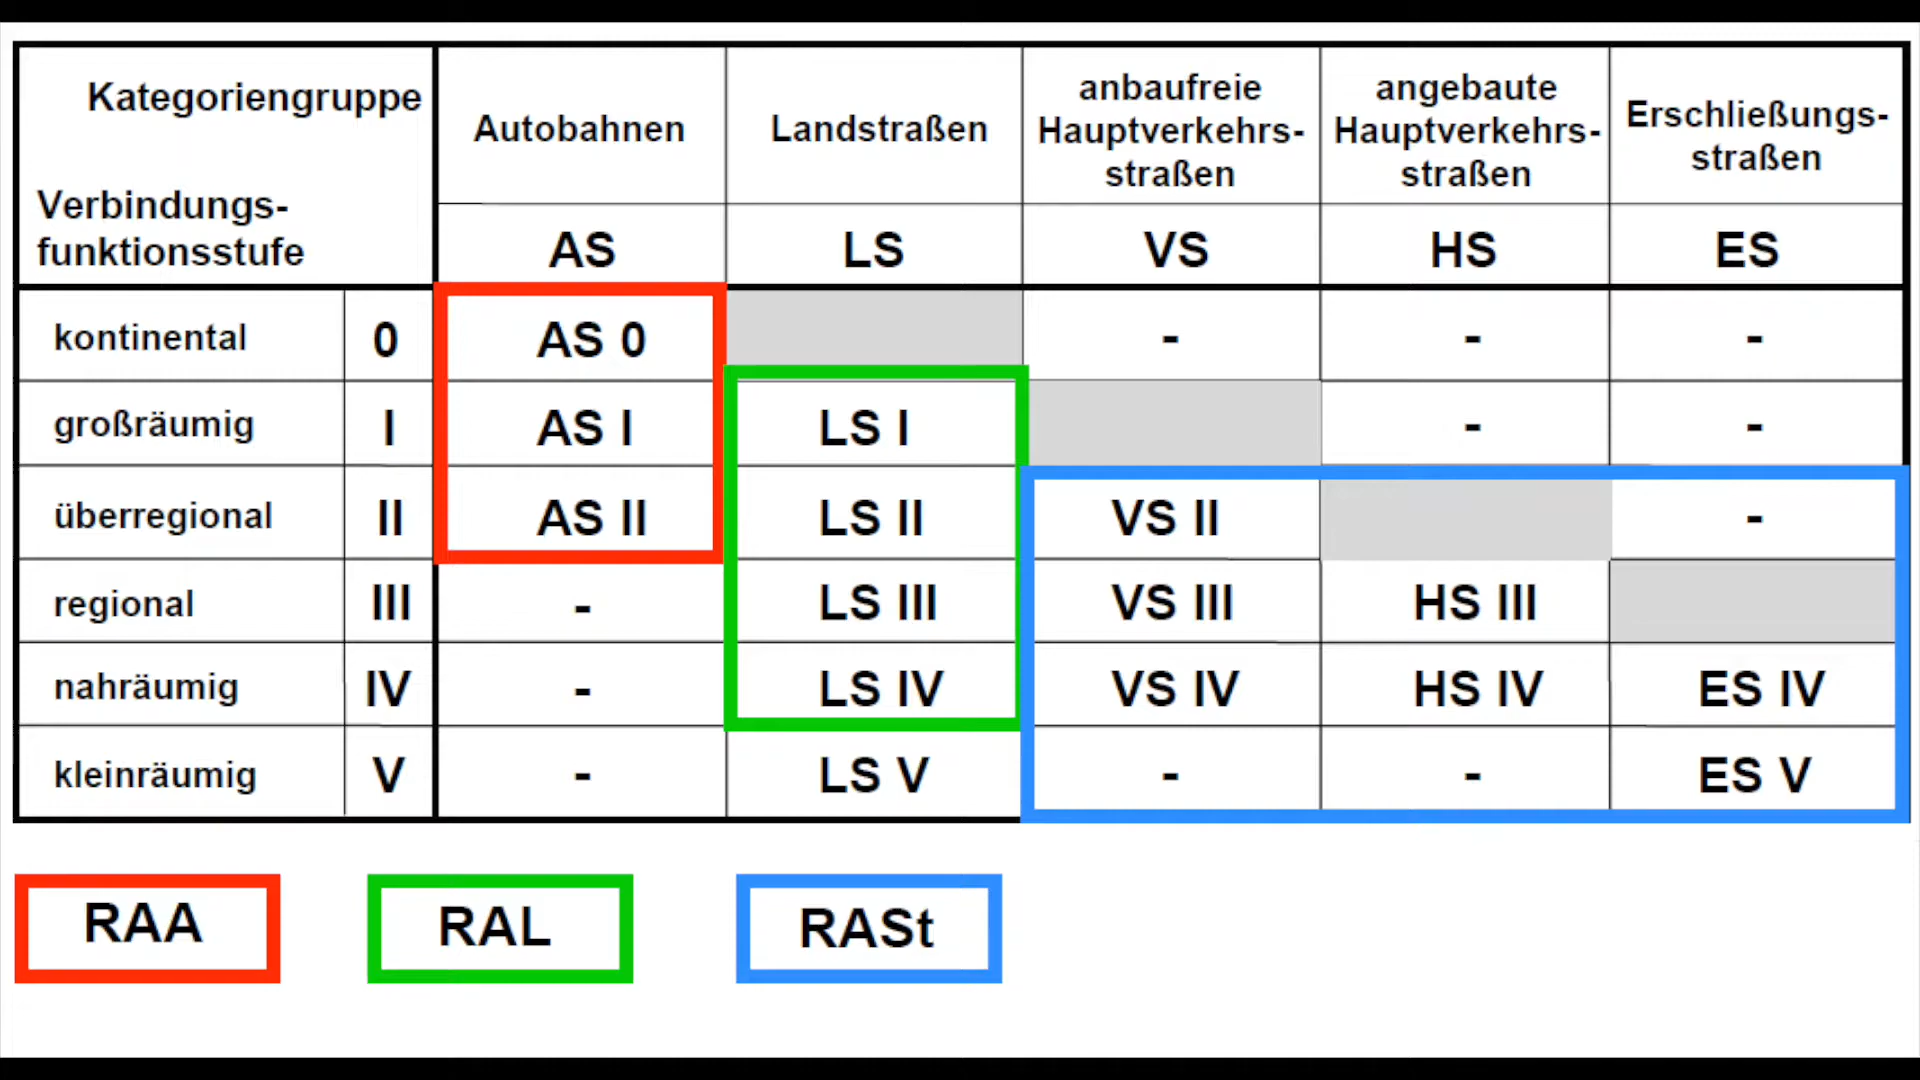 Kategoriengruppe
Verbindungs-
funktionsstufe
Autobahnen
Landstraßen
anbaufreie
Hauptverkehrs-
straßen
angebaute
Hauptverkehrs-
straßen
Erschließungs-
straßen
AS LS VS HS ES
kontinental 0 AS 0 - - -
großräumig I AS I LS I - -
überregional II AS II LS II VS II -
regional III - LS III VS III HS III
nahräumig IV - LS IV VS IV HS IV ES IV
kleinräumig V - LS V - - ES V
RAA RAL RASt